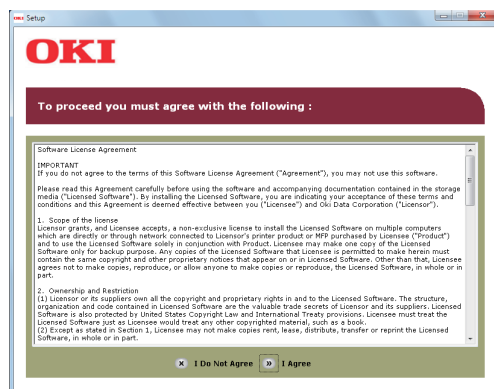 OKI Setup
OKI
To proceed you must agree with the following :
Software License Agreement
IMPORTANT
If you do not agree to the terms of this Software License Agreement ("Agreement"), you may not use this software.
Please read this Agreement carefully before using the software and accompanying documentation contained in the storage
media ("Licensed Software"). By installing the Licensed Software, you are indicating your acceptance of these terms and
conditions and this Agreement is deemed effective between you ("Licensee") and Oki Data Corporation ("Licensor").
1. Scope of the license
Licensor grants, and Licensee accepts, a non-exclusive license to install the Licensed Software on multiple computers
which are directly or through network connected to Licensor's printer product or MFP purchased by Licensee ("Product")
and to use the Licensed Software solely in conjunction with Product. Licensee may make one copy of the Licensed
Software only for backup purpose. Any copies of the Licensed Software that Licensee is permitted to make herein must
contain the same copyright and other proprietary notices that appear on or in Licensed Software. Other than that, Licensee
agrees not to make copies, reproduce, or allow anyone to make copies or reproduce, the Licensed Software, in whole or in
part.
2. Ownership and Restriction
(1) Licensor or its suppliers own all the copyright and proprietary rights in and to the Licensed Software. The structure,
organization and code contained in Licensed Software are the valuable trade secrets of Licensor and its suppliers. Licensed
Software is also protected by United States Copyright Law and International Treaty provisions. Licensee must treat the
Licensed Software just as Licensee would treat any other copyrighted material, such as a book.
(2) Except as stated in Section 1, Licensee may not make copies rent, lease, distribute, transfer or reprint the Licensed
Software, in whole or in part.
I Do Not Agree I Agree